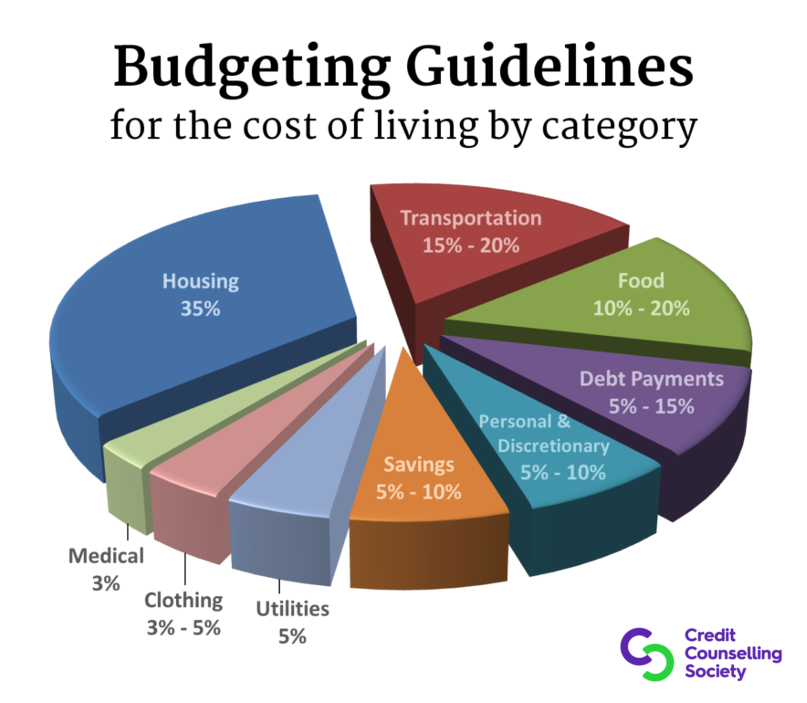 Budgeting Guidelines
for the cost of living by category
Transportation
15% - 20%
Housing
35%
Food
10% - 20%
Debt Payments
5% - 15%
Personal &
Discretionary
5% - 10%
Savings
5% - 10%
Medical
3%
Clothing
3% - 5%
Utilities
5%
Credit
Counselling
Society